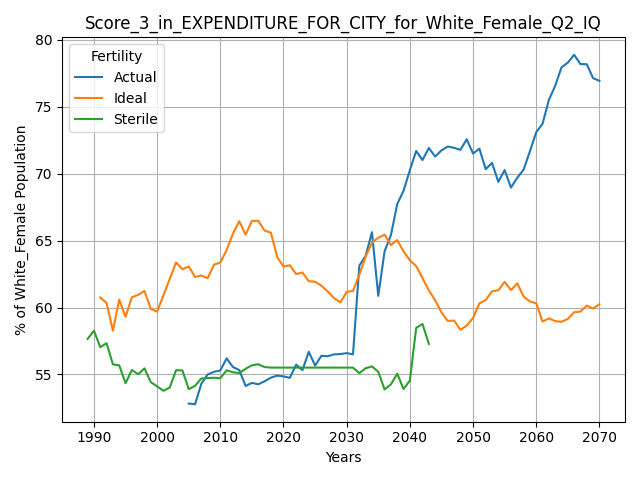 Score_3_in_EXPENDITURE_FOR_CITY_for_White_Female_Q2_IQ
% of White_Female Population
80
75
70
65
60
55
Fertility
Actual
Ideal
Sterile
1990 2000 2010 2020 2030 2040 2050 2060 2070
Years